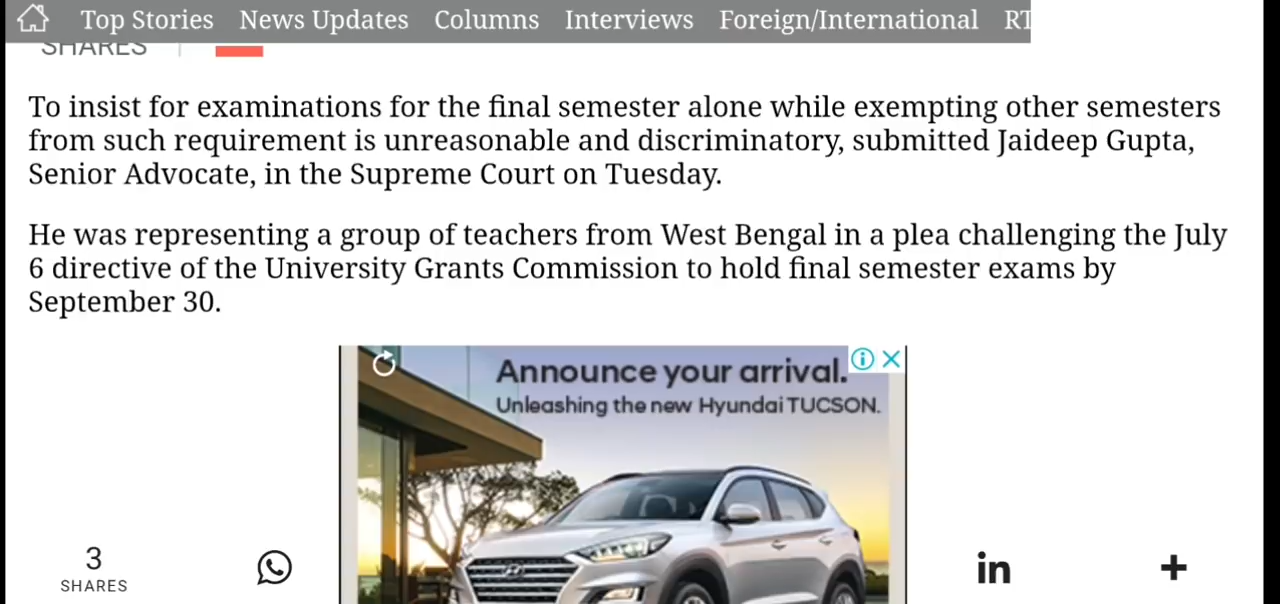 Top Stories News Updates Columns Interviews Foreign/International RT
SHARES
To insist for examinations for the final semester alone while exempting other semesters
from such requirement is unreasonable and discriminatory, submitted Jaideep Gupta,
Senior Advocate, in the Supreme Court on Tuesday.
He was representing a group of teachers from West Bengal in a plea challenging the July
6 directive of the University Grants Commission to hold final semester exams by
September 30.
Announce your arrival.
Unleashing the new Hyundai TUCSON.
3
SHARES
in
+